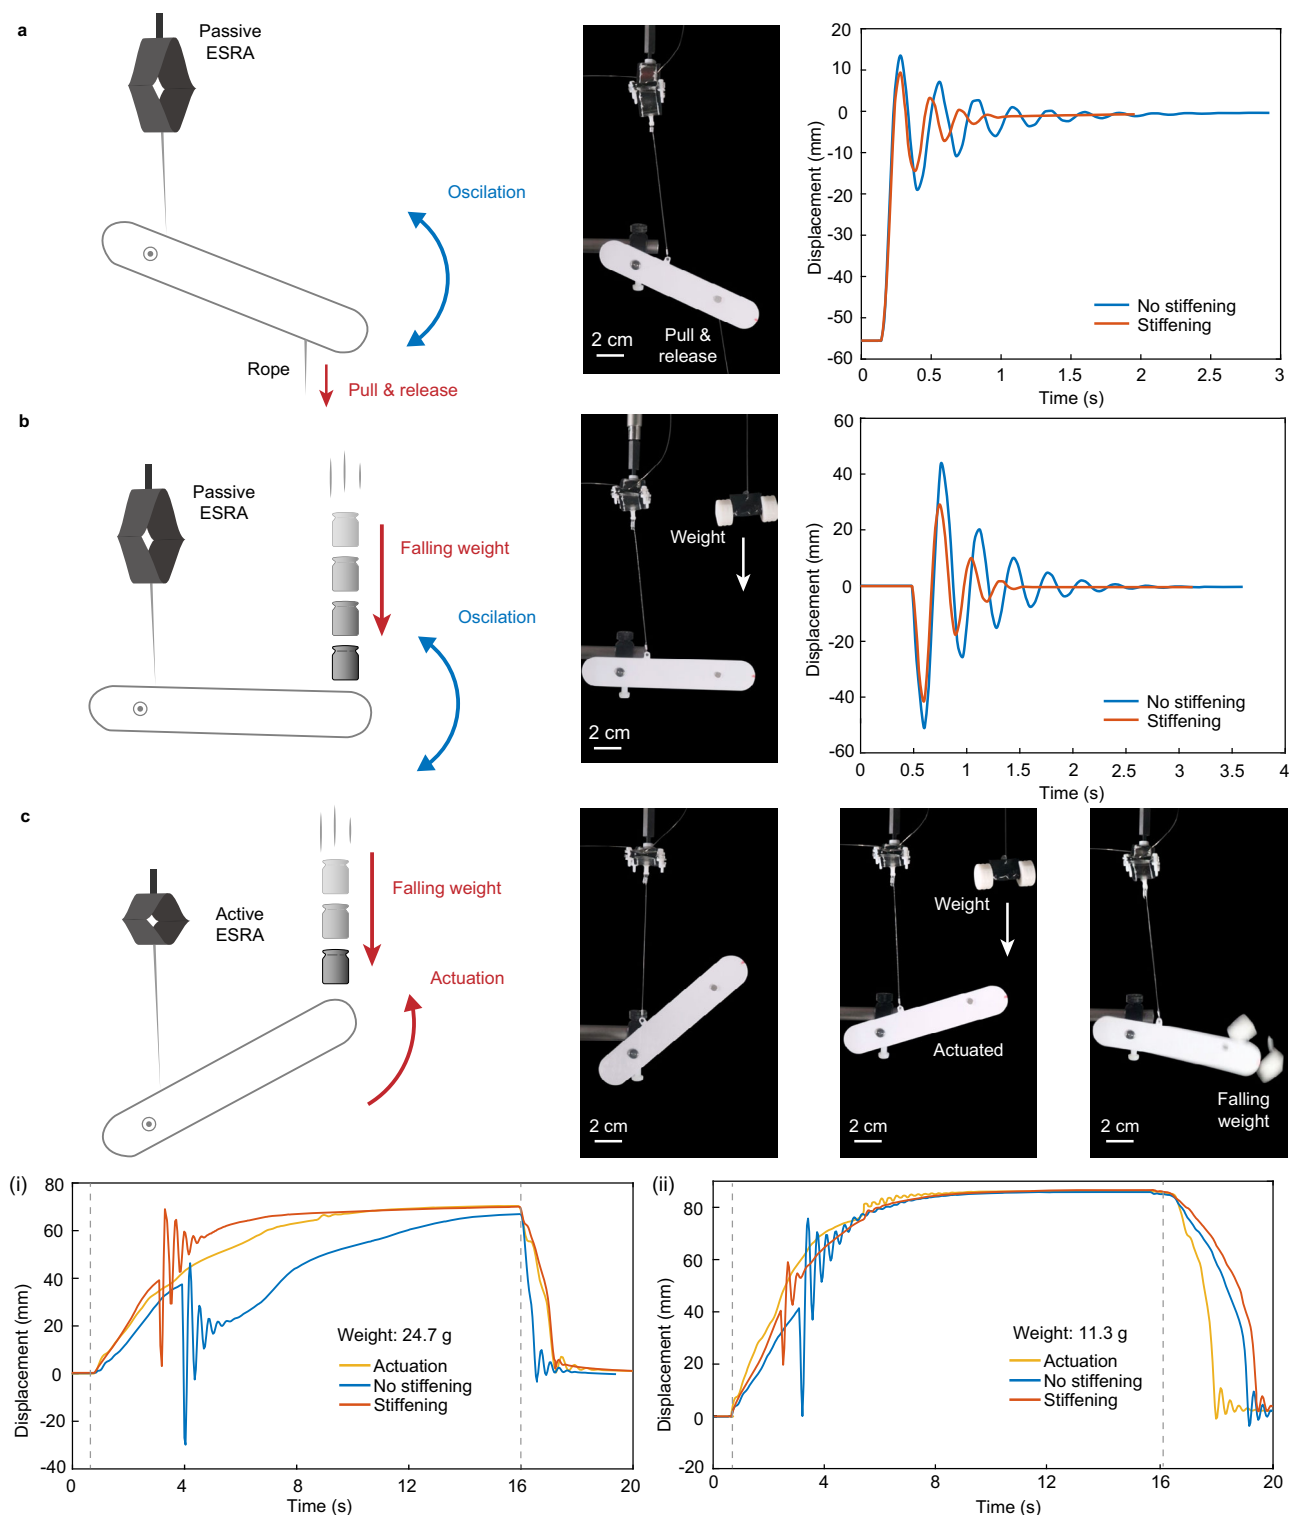 a
Passive
ESRA
Oscilation
Rope
Pull & release
2 cm
Pull &
release
20
10
0
-10
-20
-30
-40
-50
-60
Displacement (mm)
No stiffening
Stiffening
0
0.5
1
1.5
2
2.5
3
Time (s)
b
Passive
ESRA
Falling weight
Oscilation
Weight
2 cm
60
40
20
0
-20
-40
-60
Displacement (mm)
No stiffening
Stiffening
0
0.5
1
1.5
2
2.5
3
3.5
4
Time (s)
c
Active
ESRA
Falling weight
Actuation
2 cm
Weight
Actuated
2 cm
Falling
weight
2 cm
(i)
80
60
40
20
0
-20
-40
Displacement (mm)
Weight: 24.7 g
Actuation
No stiffening
Stiffening
0
4
8
12
16
20
Time (s)
(ii)
80
60
40
20
0
-20
Displacement (mm)
Weight: 11.3 g
Actuation
No stiffening
Stiffening
0
4
8
12
16
20
Time (s)